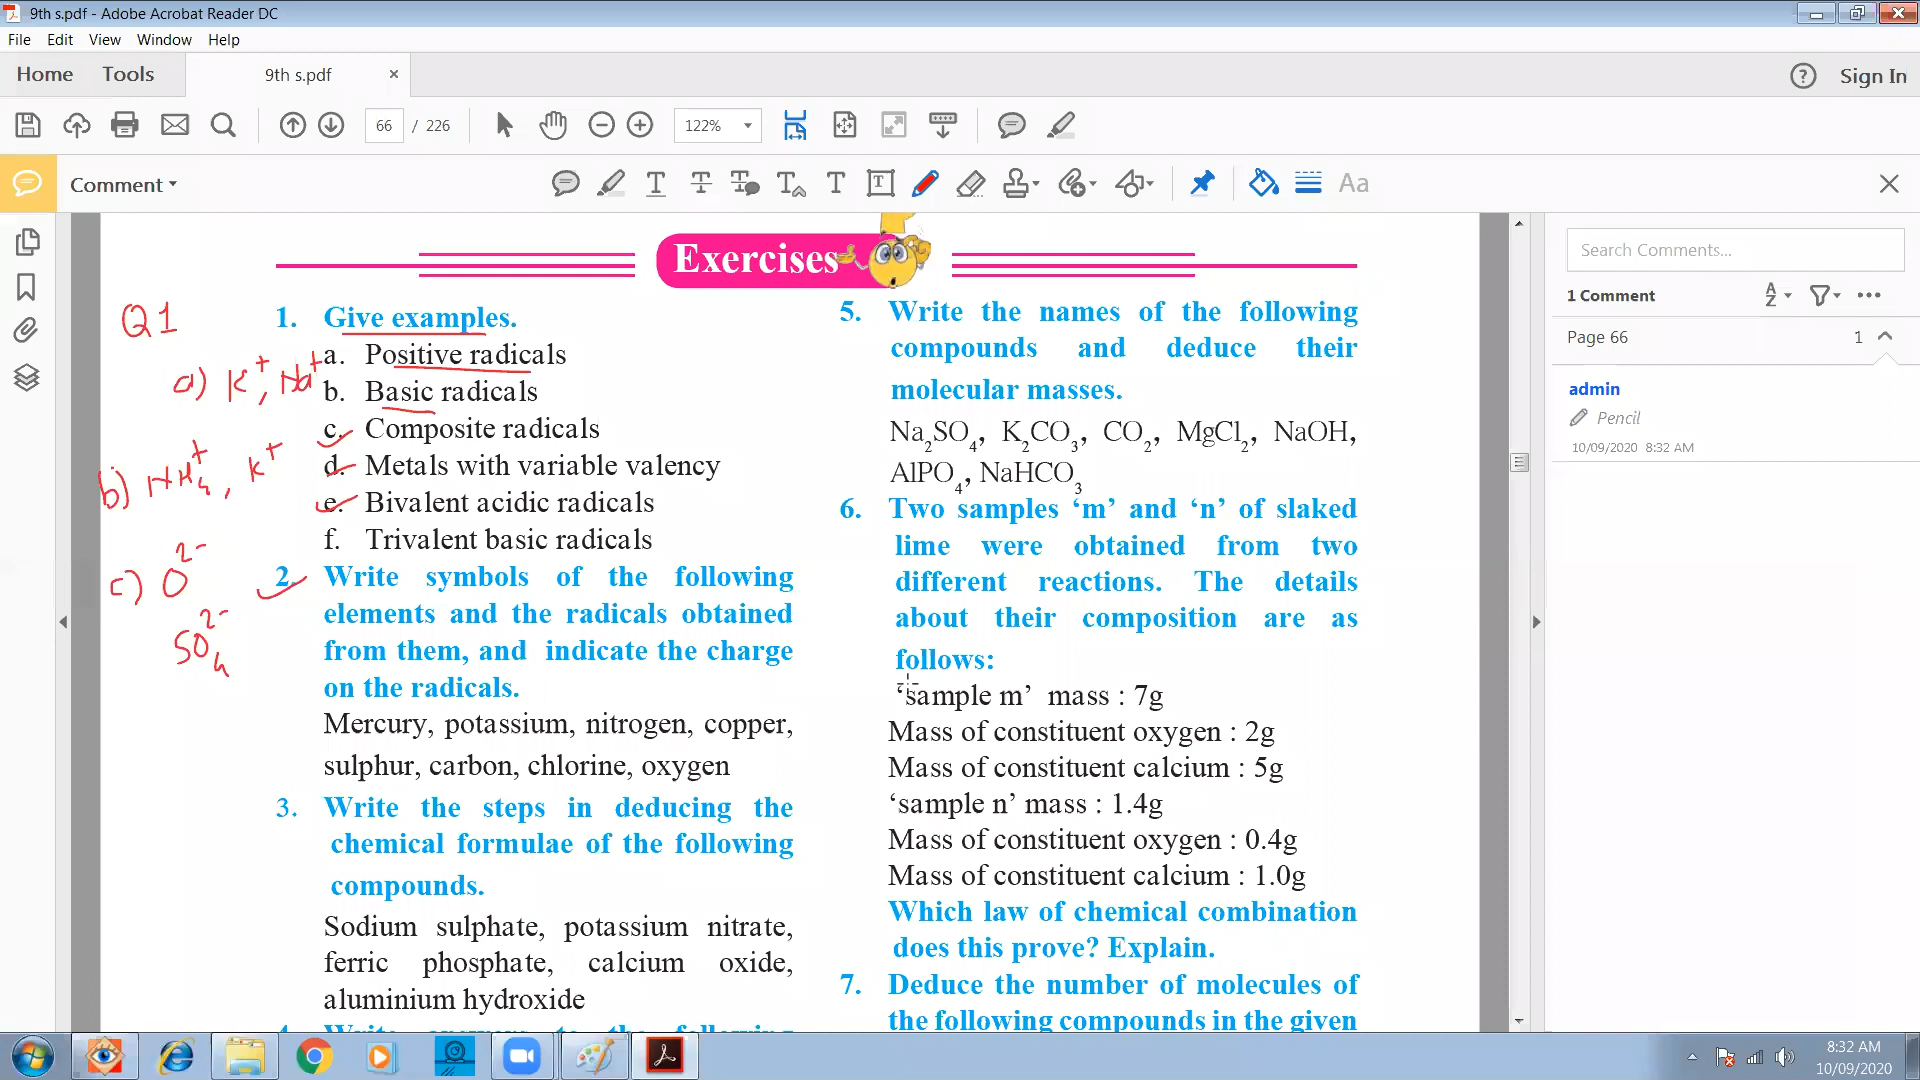 9th s.pdf - Adobe Acrobat Reader DC
File Edit View Window Help
Home Tools 9th s.pdf × ? Sign In
66 / 226 122%
Comment Aa
Exercises
Q1
a) K⁺, Na⁺
b) NH₄⁺, K⁺
c) O²⁻
SO₄²⁻
1. Give examples.
a. Positive radicals
b. Basic radicals
c. Composite radicals
d. Metals with variable valency
e. Bivalent acidic radicals
f. Trivalent basic radicals
2. Write symbols of the following
elements and the radicals obtained
from them, and indicate the charge
on the radicals.
Mercury, potassium, nitrogen, copper,
sulphur, carbon, chlorine, oxygen
3. Write the steps in deducing the
chemical formulae of the following
compounds.
Sodium sulphate, potassium nitrate,
ferric phosphate, calcium oxide,
aluminium hydroxide
4. Write answers to the following
5. Write the names of the following
compounds and deduce their
molecular masses.
Na₂SO₄, K₂CO₃, CO₂, MgCl₂, NaOH,
AlPO₄, NaHCO₃
6. Two samples ‘m’ and ‘n’ of slaked
lime were obtained from two
different reactions. The details
about their composition are as
follows:
‘sample m’ mass : 7g
Mass of constituent oxygen : 2g
Mass of constituent calcium : 5g
‘sample n’ mass : 1.4g
Mass of constituent oxygen : 0.4g
Mass of constituent calcium : 1.0g
Which law of chemical combination
does this prove? Explain.
7. Deduce the number of molecules of
the following compounds in the given
Search Comments...
1 Comment
Page 66 1
admin
Pencil
10/09/2020 8:32 AM
8:32 AM
10/09/2020